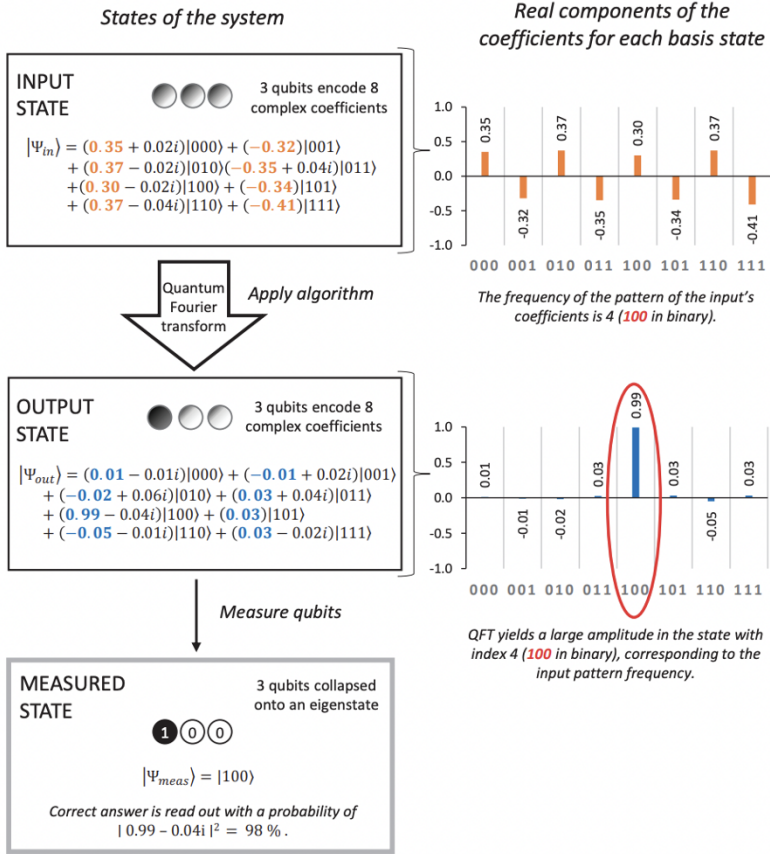 States of the system
Real components of the
coefficients for each basis state
INPUT
STATE
3 qubits encode 8
complex coefficients
|Ψin⟩ = (0.35 + 0.02i)|000⟩ + (−0.32)|001⟩
+ (0.37 − 0.02i)|010⟩(−0.35 + 0.04i)|011⟩
+(0.30 − 0.02i)|100⟩ + (−0.34)|101⟩
+ (0.37 − 0.04i)|110⟩ + (−0.41)|111⟩
1.0
0.5
0.0
-0.5
-1.0
0.35
-0.32
0.37
-0.35
0.30
-0.34
0.37
-0.41
000 001 010 011 100 101 110 111
The frequency of the pattern of the input's
coefficients is 4 (100 in binary).
Quantum
Fourier
transform
Apply algorithm
OUTPUT
STATE
3 qubits encode 8
complex coefficients
|Ψout⟩ = (0.01 − 0.01i)|000⟩ + (−0.01 + 0.02i)|001⟩
+ (−0.02 + 0.06i)|010⟩ + (0.03 + 0.04i)|011⟩
+ (0.99 − 0.04i)|100⟩ + (0.03)|101⟩
+ (−0.05 − 0.01i)|110⟩ + (0.03 − 0.02i)|111⟩
1.0
0.5
0.0
-0.5
-1.0
0.01
-0.01
-0.02
0.03
0.99
0.03
-0.05
0.03
000 001 010 011 100 101 110 111
QFT yields a large amplitude in the state with
index 4 (100 in binary), corresponding to the
input pattern frequency.
Measure qubits
MEASURED
STATE
3 qubits collapsed
onto an eigenstate
1 0 0
|Ψmeas⟩ = |100⟩
Correct answer is read out with a probability of
| 0.99 – 0.04i |² = 98 % .